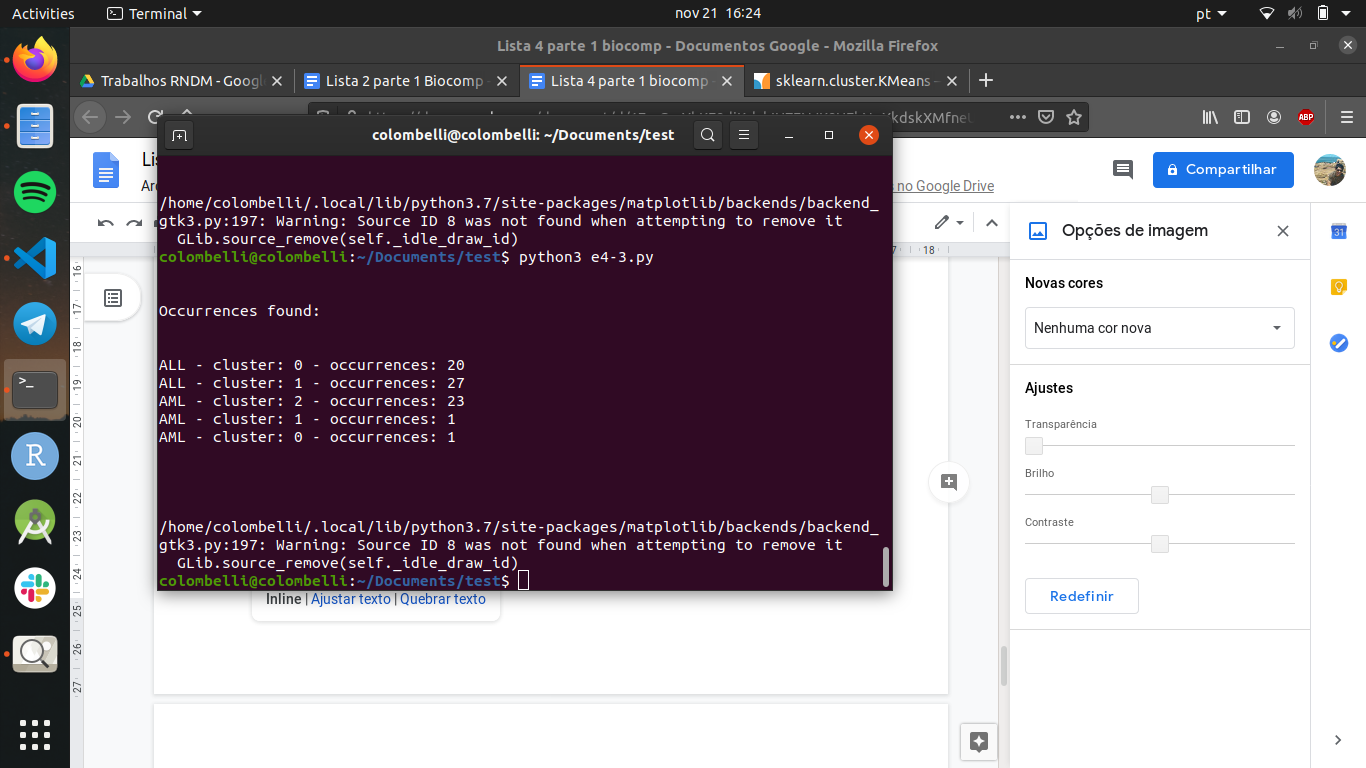 Activities
Terminal
nov 21 16:24
pt
Lista 4 parte 1 biocomp - Documentos Google - Mozilla Firefox
Trabalhos RNDM - Googl
Lista 2 parte 1 Biocomp
Lista 4 parte 1 biocomp
sklearn.cluster.KMeans
ABP
colombelli@colombelli: ~/Documents/test
no Google Drive
Compartilhar
/home/colombelli/.local/lib/python3.7/site-packages/matplotlib/backends/backend_
gtk3.py:197: Warning: Source ID 8 was not found when attempting to remove it
GLib.source_remove(self._idle_draw_id)
colombelli@colombelli:~/Documents/test$ python3 e4-3.py
Occurrences found:
ALL - cluster: 0 - occurrences: 20
ALL - cluster: 1 - occurrences: 27
AML - cluster: 2 - occurrences: 23
AML - cluster: 1 - occurrences: 1
AML - cluster: 0 - occurrences: 1
/home/colombelli/.local/lib/python3.7/site-packages/matplotlib/backends/backend_
gtk3.py:197: Warning: Source ID 8 was not found when attempting to remove it
GLib.source_remove(self._idle_draw_id)
colombelli@colombelli:~/Documents/test$
Inline | Ajustar texto | Quebrar texto
18
16
17
18
19
20
21
22
23
24
25
26
27
Opções de imagem
Novas cores
Nenhuma cor nova
Ajustes
Transparência
Brilho
Contraste
Redefinir
31
R